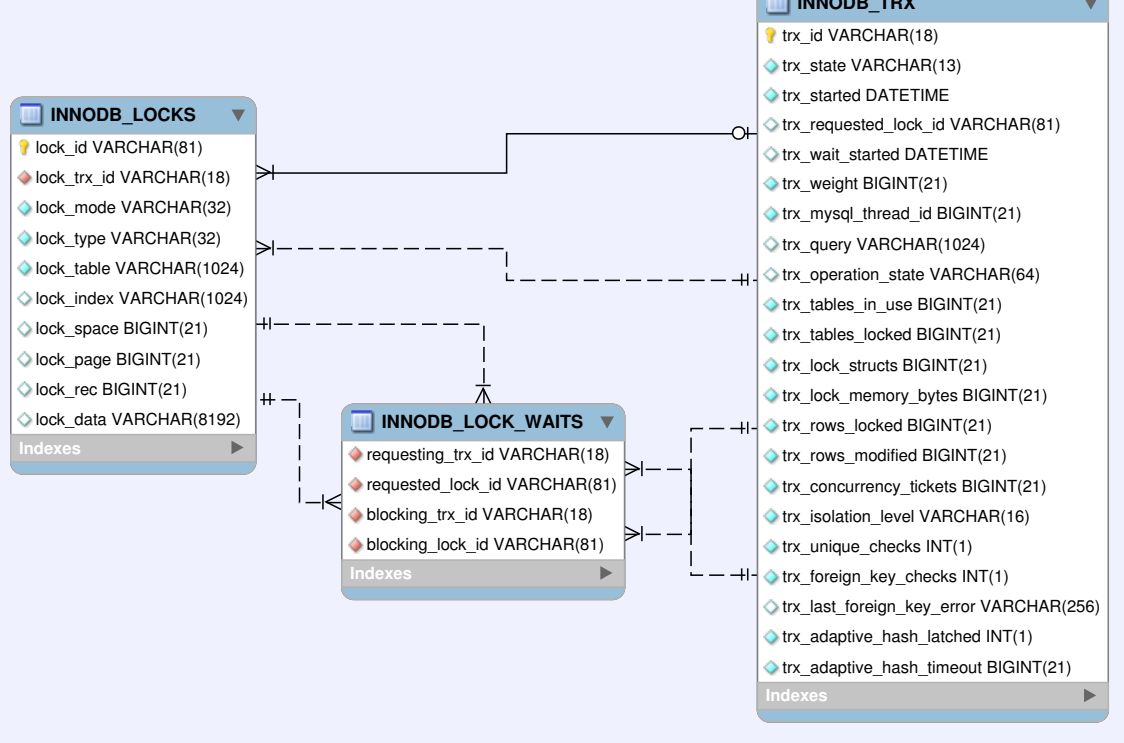 INNODB_TRX
trx_id VARCHAR(18)
trx_state VARCHAR(13)
trx_started DATETIME
trx_requested_lock_id VARCHAR(81)
trx_wait_started DATETIME
trx_weight BIGINT(21)
trx_mysql_thread_id BIGINT(21)
trx_query VARCHAR(1024)
trx_operation_state VARCHAR(64)
trx_tables_in_use BIGINT(21)
trx_tables_locked BIGINT(21)
trx_lock_structs BIGINT(21)
trx_lock_memory_bytes BIGINT(21)
trx_rows_locked BIGINT(21)
trx_rows_modified BIGINT(21)
trx_concurrency_tickets BIGINT(21)
trx_isolation_level VARCHAR(16)
trx_unique_checks INT(1)
trx_foreign_key_checks INT(1)
trx_last_foreign_key_error VARCHAR(256)
trx_adaptive_hash_latched INT(1)
trx_adaptive_hash_timeout BIGINT(21)
Indexes
INNODB_LOCKS
lock_id VARCHAR(81)
lock_trx_id VARCHAR(18)
lock_mode VARCHAR(32)
lock_type VARCHAR(32)
lock_table VARCHAR(1024)
lock_index VARCHAR(1024)
lock_space BIGINT(21)
lock_page BIGINT(21)
lock_rec BIGINT(21)
lock_data VARCHAR(8192)
Indexes
INNODB_LOCK_WAITS
requesting_trx_id VARCHAR(18)
requested_lock_id VARCHAR(81)
blocking_trx_id VARCHAR(18)
blocking_lock_id VARCHAR(81)
Indexes